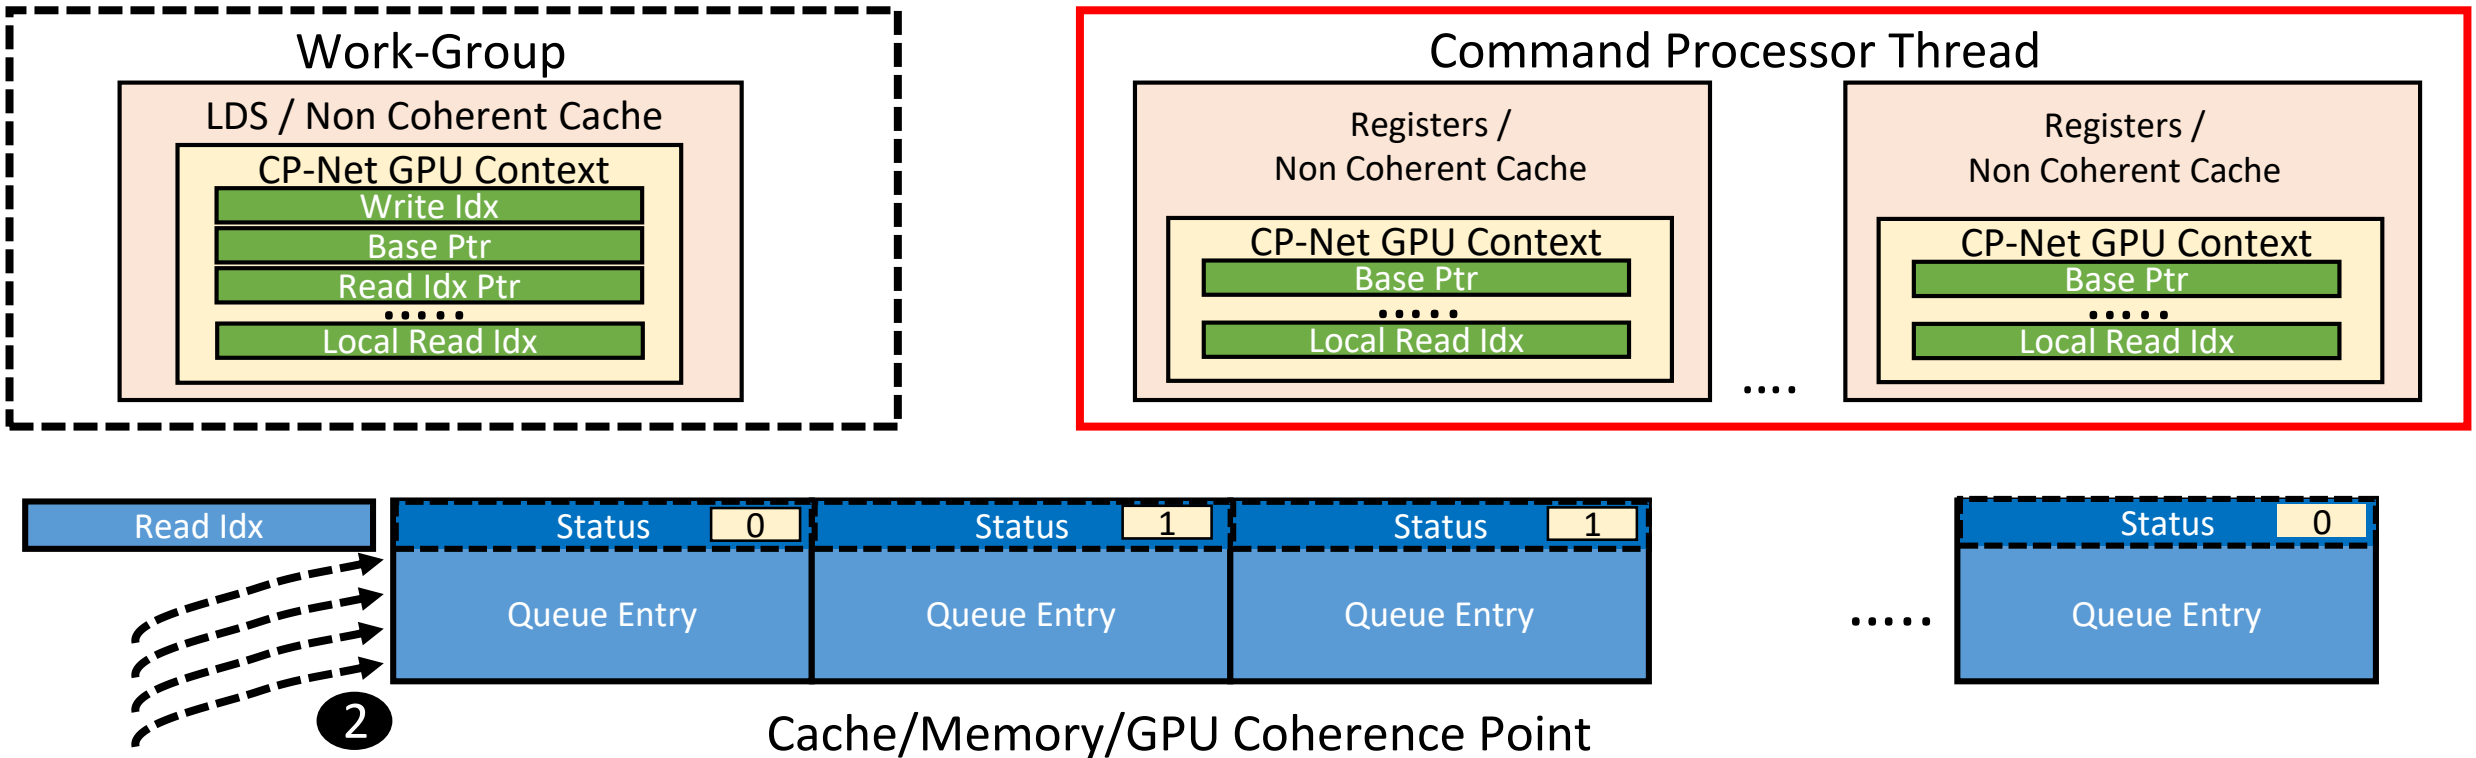 Work-Group
LDS / Non Coherent Cache
CP-Net GPU Context
Write Idx
Base Ptr
Read Idx Ptr
.....
Local Read Idx
Command Processor Thread
Registers /
Non Coherent Cache
CP-Net GPU Context
Base Ptr
.....
Local Read Idx
....
Registers /
Non Coherent Cache
CP-Net GPU Context
Base Ptr
.....
Local Read Idx
Read Idx
Status 0
Queue Entry
Status 1
Queue Entry
Status 1
Queue Entry
.....
Status 0
Queue Entry
2
Cache/Memory/GPU Coherence Point